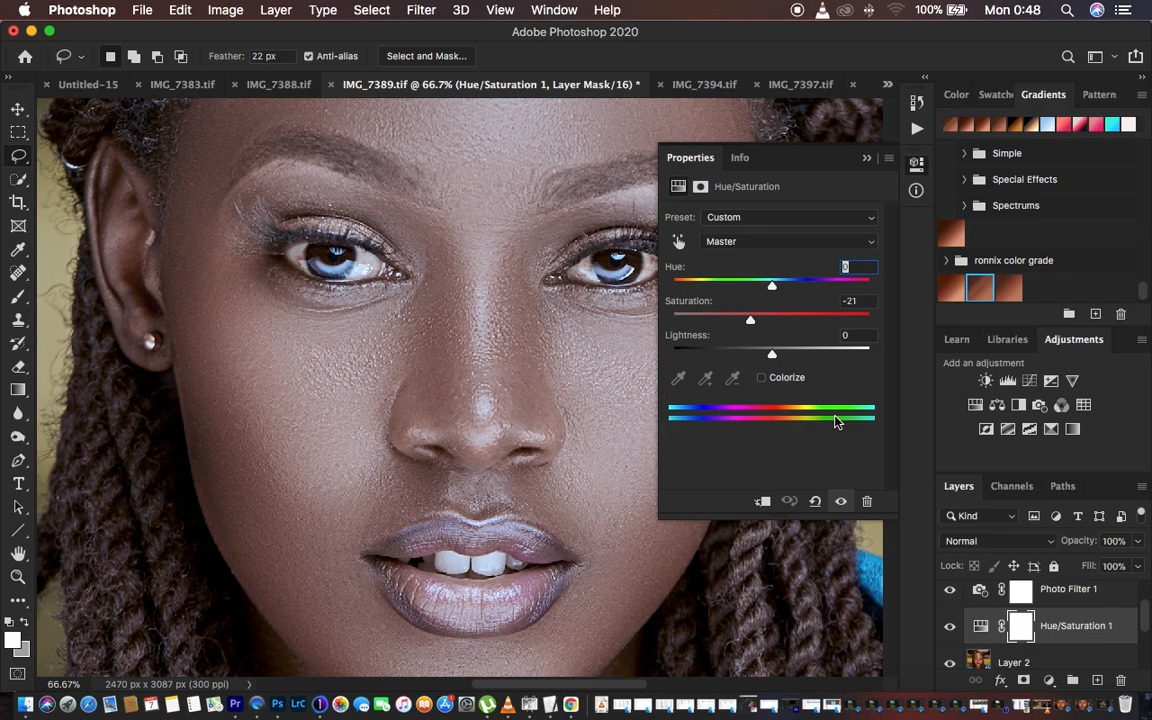 Photoshop File Edit Image Layer Type Select Filter 3D View Window Help 100% Mon 0:48
Adobe Photoshop 2020
Feather: 22 px Anti-alias Select and Mask...
Untitled-15 IMG_7383.tif IMG_7388.tif IMG_7389.tif @ 66.7% (Hue/Saturation 1, Layer Mask/16) * IMG_7394.tif IMG_7397.tif
Color Swatche Gradients Pattern
Simple
Special Effects
Spectrums
ronnix color grade
Properties Info
Hue/Saturation
Preset: Custom
Master
Hue: 0
Saturation: -21
Lightness: 0
Colorize
Learn Libraries Adjustments
Add an adjustment
Layers Channels Paths
Kind
Normal Opacity: 100%
Lock: Fill: 100%
Photo Filter 1
Hue/Saturation 1
Layer 2
66.67% 2470 px x 3087 px (300 ppi)
Pr Ps LrC